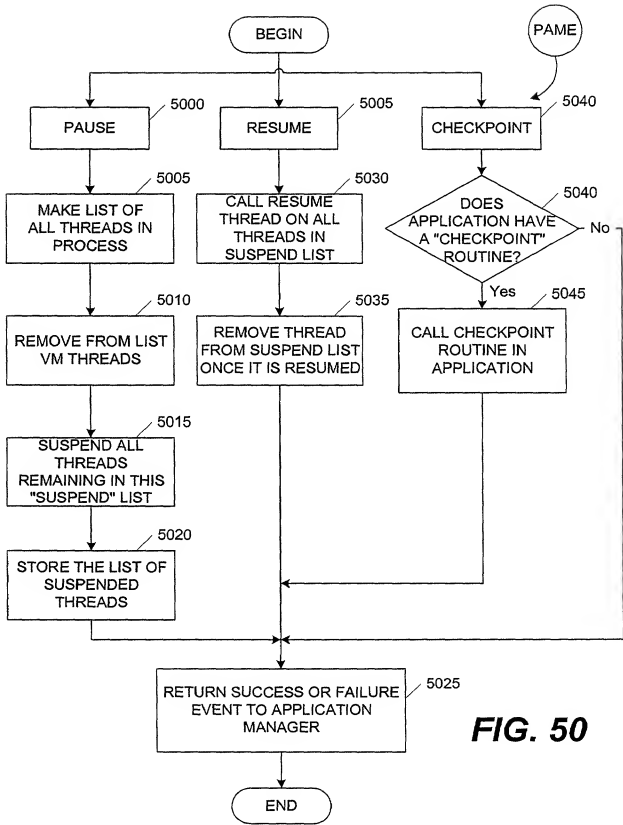 BEGIN
PAME
5000
5005
5040
PAUSE
RESUME
CHECKPOINT
5005
MAKE LIST OF
ALL THREADS IN
PROCESS
5030
CALL RESUME
THREAD ON ALL
THREADS IN
SUSPEND LIST
5040
DOES
APPLICATION HAVE
A "CHECKPOINT"
ROUTINE?
No
Yes
5010
REMOVE FROM LIST
VM THREADS
5035
REMOVE THREAD
FROM SUSPEND LIST
ONCE IT IS RESUMED
5045
CALL CHECKPOINT
ROUTINE IN
APPLICATION
5015
SUSPEND ALL
THREADS
REMAINING IN THIS
"SUSPEND" LIST
5020
STORE THE LIST OF
SUSPENDED
THREADS
5025
RETURN SUCCESS OR FAILURE
EVENT TO APPLICATION
MANAGER
FIG. 50
END